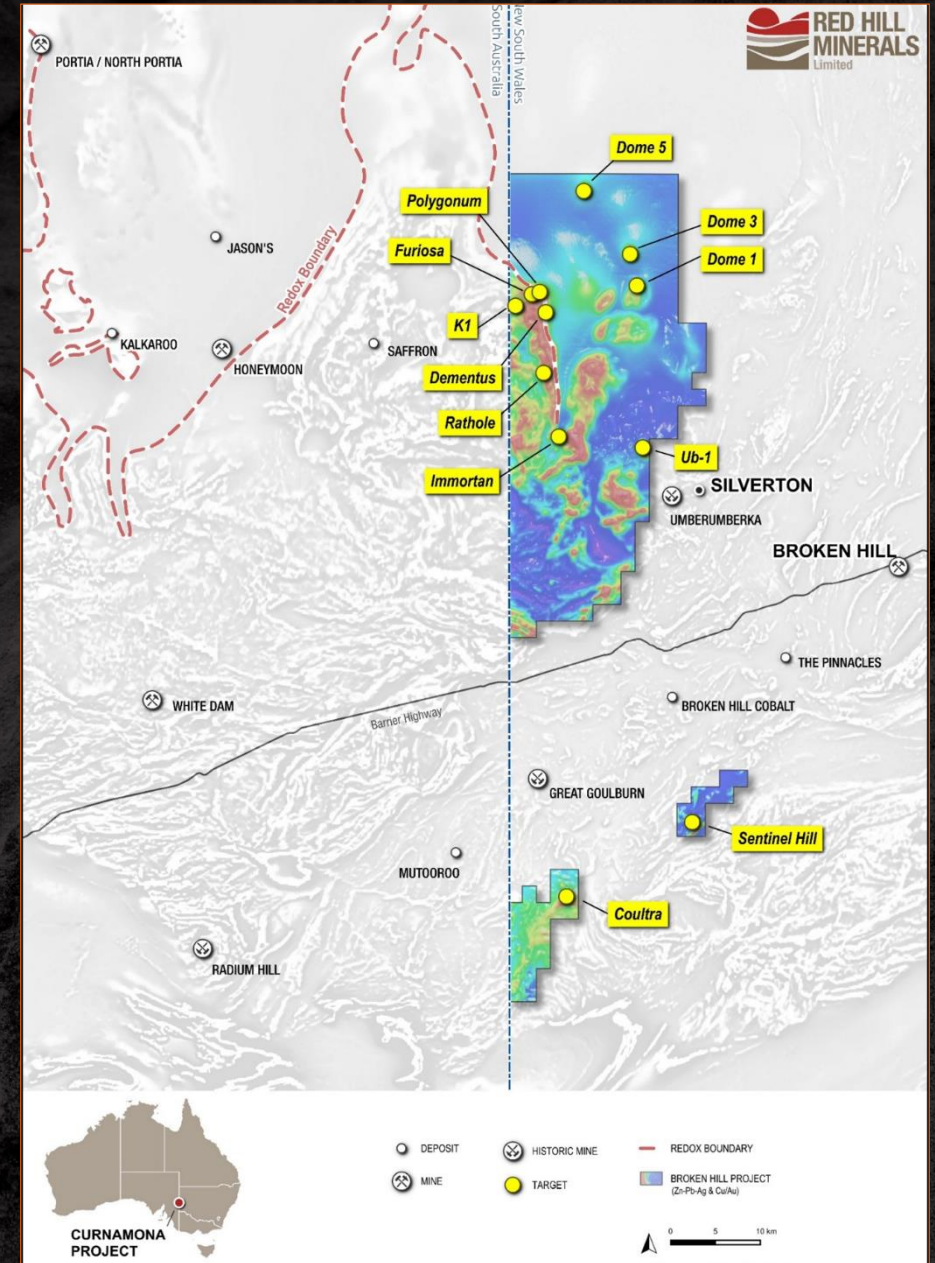 RED HILL
MINERALS
Limited
South Australia
New South Wales
PORTIA / NORTH PORTIA
Dome 5
Polygonum
Dome 3
JASON'S
Furiosa
Redox Boundary
Dome 1
K1
KALKAROO
HONEYMOON
SAFFRON
Dementus
Rathole
Immortan
Ub-1
SILVERTON
UMBERUMBERKA
BROKEN HILL
THE PINNACLES
WHITE DAM
BROKEN HILL COBALT
Barrier Highway
GREAT GOULBURN
Sentinel Hill
MUTOOROO
Coultra
RADIUM HILL
CURNAMONA
PROJECT
DEPOSIT
HISTORIC MINE
REDOX BOUNDARY
MINE
TARGET
BROKEN HILL PROJECT
(Zn-Pb-Ag & Cu/Au)
0 5 10 km